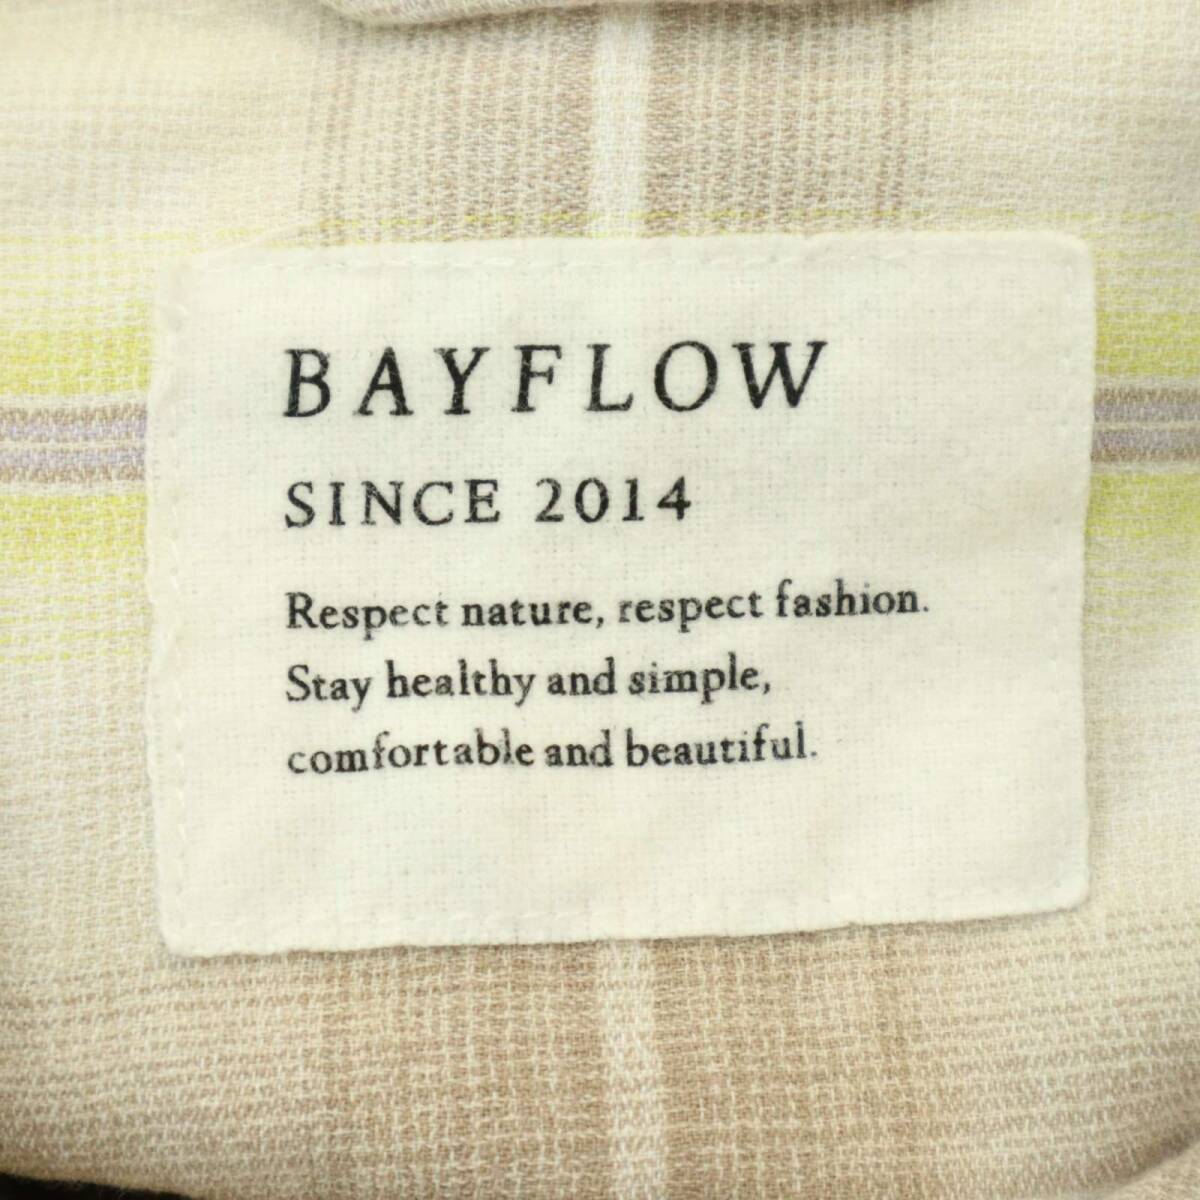 BAYFLOW
SINCE 2014
Respect nature, respect fashion.
Stay healthy and simple,
comfortable and beautiful.